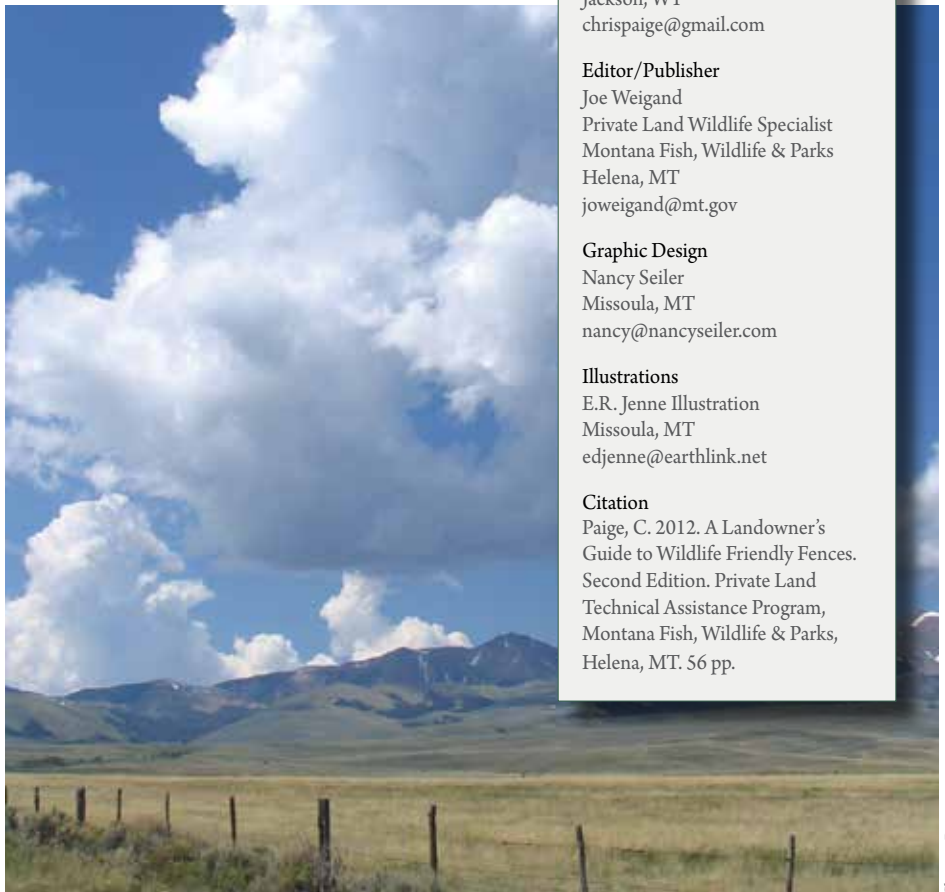 Jackson, WY
chrispaige@gmail.com
Editor/Publisher
Joe Weigand
Private Land Wildlife Specialist
Montana Fish, Wildlife & Parks
Helena, MT
joweigand@mt.gov
Graphic Design
Nancy Seiler
Missoula, MT
nancy@nancyseiler.com
Illustrations
E.R. Jenne Illustration
Missoula, MT
edjenne@earthlink.net
Citation
Paige, C. 2012. A Landowner’s
Guide to Wildlife Friendly Fences.
Second Edition. Private Land
Technical Assistance Program,
Montana Fish, Wildlife & Parks,
Helena, MT. 56 pp.